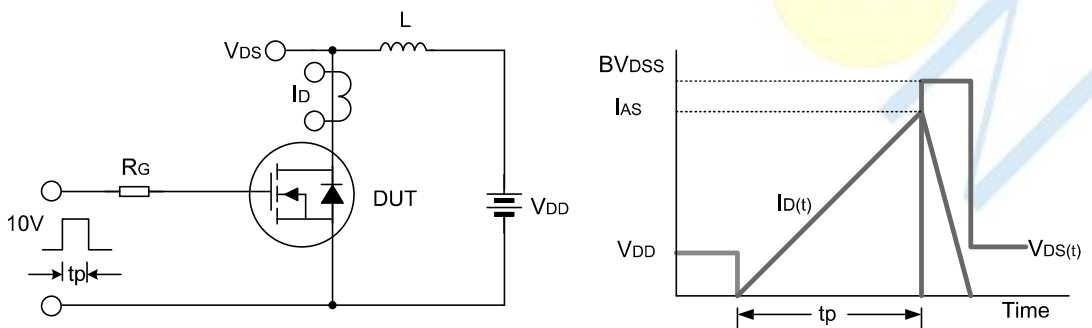 VDS
L
ID
RG
DUT
VDD
10V
tp
BVDSS
IAS
ID(t)
VDD
VDS(t)
tp
Time